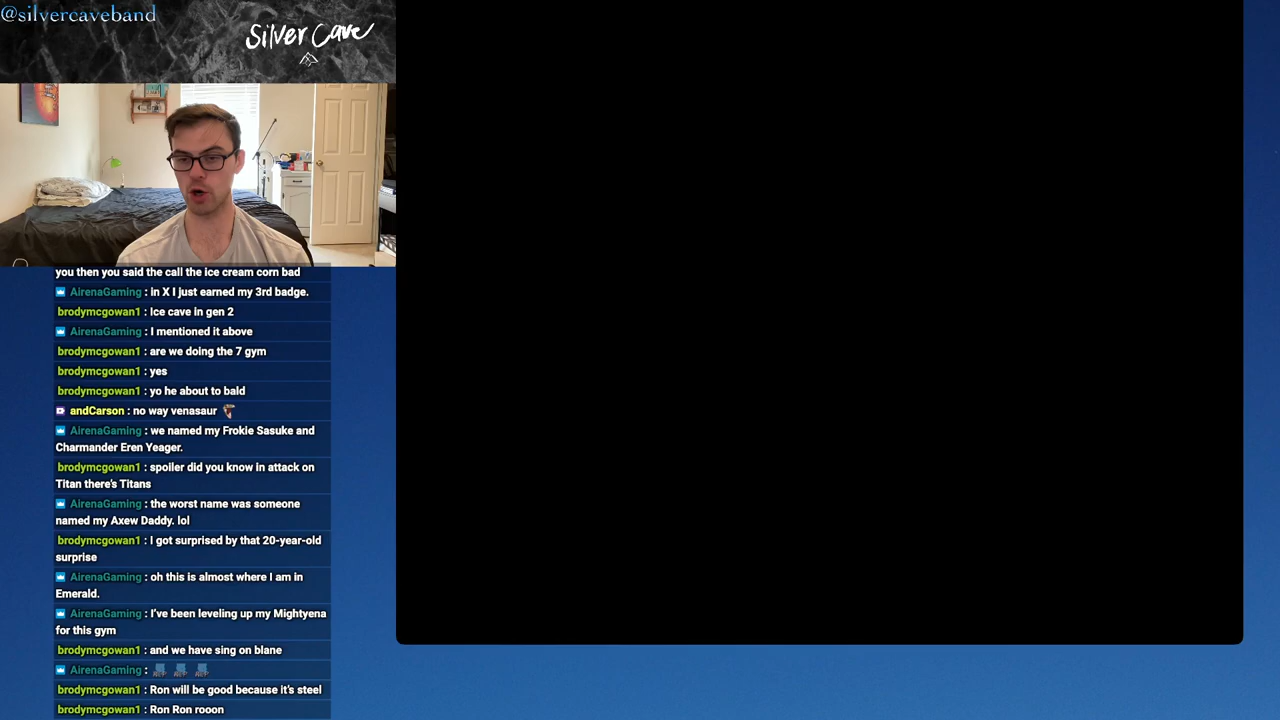 @silvercaveband
Silver Cave
you then you said the call the ice cream corn bad
AirenaGaming : in X I just earned my 3rd badge.
brodymcgowan1 : Ice cave in gen 2
AirenaGaming : I mentioned it above
brodymcgowan1 : are we doing the 7 gym
brodymcgowan1 : yes
brodymcgowan1 : yo he about to bald
andCarson : no way venasaur
AirenaGaming : we named my Frokie Sasuke and
Charmander Eren Yeager.
brodymcgowan1 : spoiler did you know in attack on
Titan there's Titans
AirenaGaming : the worst name was someone
named my Axew Daddy. lol
brodymcgowan1 : I got surprised by that 20-year-old
surprise
AirenaGaming : oh this is almost where I am in
Emerald.
AirenaGaming : I've been leveling up my Mightyena
for this gym
brodymcgowan1 : and we have sing on blane
AirenaGaming :
brodymcgowan1 : Ron will be good because it's steel
brodymcgowan1 : Ron Ron rooon